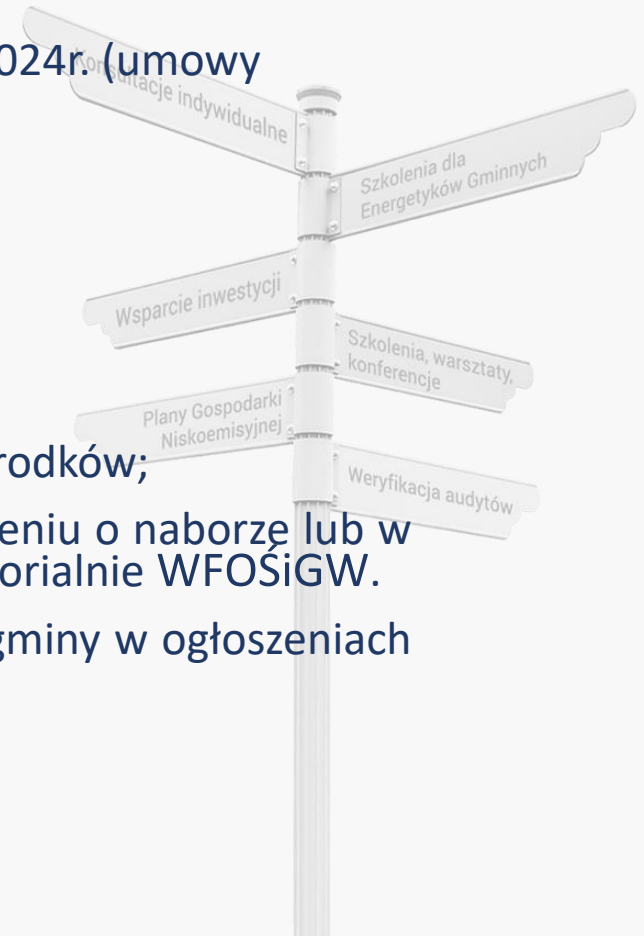 024r. (umowy
Konsultacje indywidualne
Szkolenia dla
Energetyków Gminnych
Wsparcie inwestycji
Szkolenia, warsztaty,
konferencje
Plany Gospodarki
Niskoemisyjnej
rodków;
Weryfikacja audytów
eniu o naborze lub w
orialnie WFOŚiGW.
gminy w ogłoszeniach